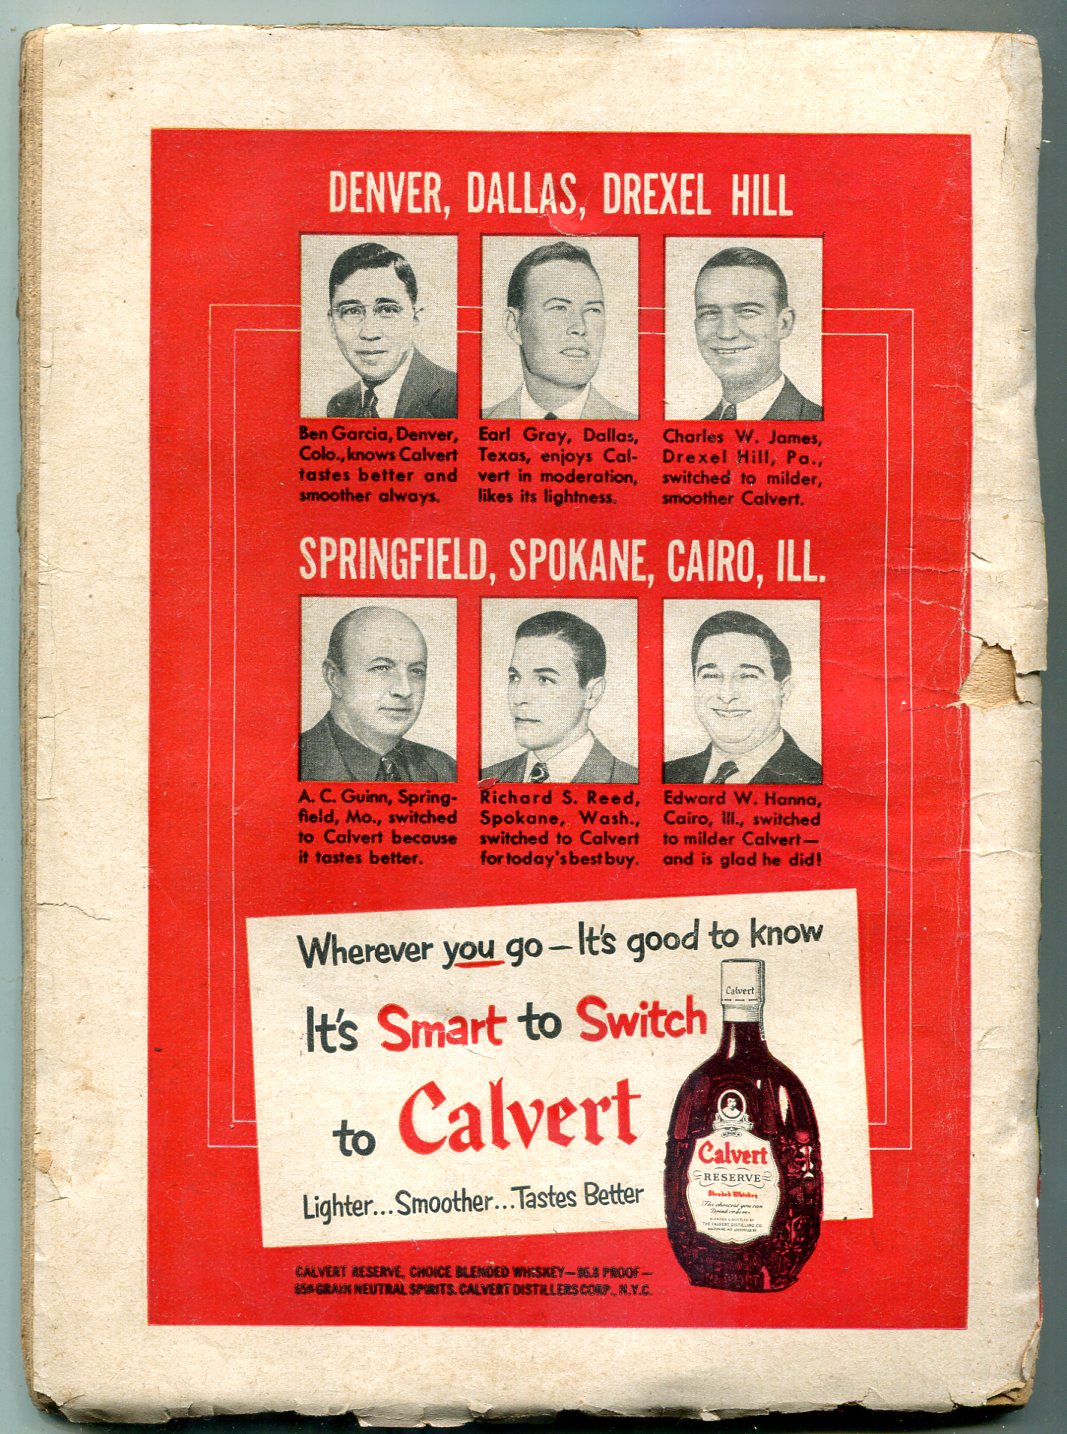 DENVER, DALLAS, DREXEL HILL
Ben Garcia, Denver,
Colo., knows Calvert
tastes better and
smoother always.
Earl Gray, Dallas,
Texas, enjoys Cal-
vert in moderation,
likes its lightness.
Charles W. James,
Drexel Hill, Pa.,
switched to milder,
smoother Calvert.
SPRINGFIELD, SPOKANE, CAIRO, ILL.
A. C. Guinn, Spring-
field, Mo., switched
to Calvert because
it tastes better.
Richard S. Reed,
Spokane, Wash.,
switched to Calvert
for today's best buy.
Edward W. Hanna,
Cairo, Ill., switched
to milder Calvert—
and is glad he did!
Wherever you go—It's good to know
It's Smart to Switch
to Calvert
Lighter...Smoother...Tastes Better
Calvert
Calvert
RESERVE
Blended Whiskey
CALVERT RESERVE, CHOICE BLENDED WHISKEY—86.8 PROOF—
65% GRAIN NEUTRAL SPIRITS. CALVERT DISTILLERS CORP., N.Y.C.